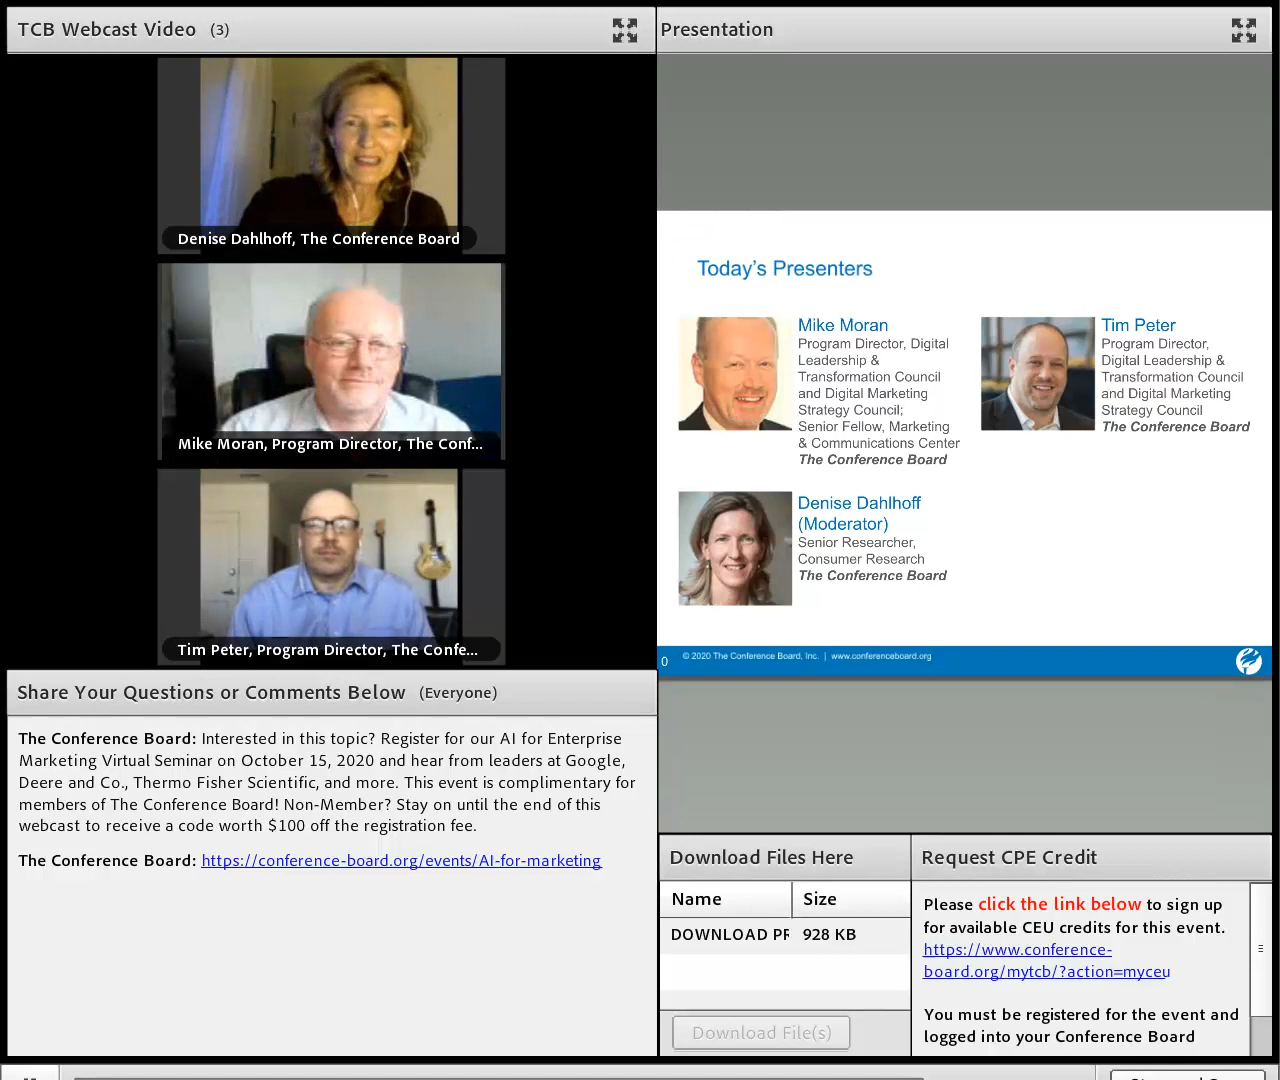 TCB Webcast Video (3)
Denise Dahlhoff, The Conference Board
Mike Moran, Program Director, The Conf...
Tim Peter, Program Director, The Confe...
Share Your Questions or Comments Below (Everyone)
The Conference Board: Interested in this topic? Register for our AI for Enterprise
Marketing Virtual Seminar on October 15, 2020 and hear from leaders at Google,
Deere and Co., Thermo Fisher Scientific, and more. This event is complimentary for
members of The Conference Board! Non-Member? Stay on until the end of this
webcast to receive a code worth $100 off the registration fee.
The Conference Board: https://conference-board.org/events/AI-for-marketing
Presentation
Today's Presenters
Mike Moran
Program Director, Digital
Leadership &
Transformation Council
and Digital Marketing
Strategy Council;
Senior Fellow, Marketing
& Communications Center
The Conference Board
Tim Peter
Program Director,
Digital Leadership &
Transformation Council
and Digital Marketing
Strategy Council
The Conference Board
Denise Dahlhoff
(Moderator)
Senior Researcher,
Consumer Research
The Conference Board
0 © 2020 The Conference Board, Inc. | www.conferenceboard.org
Download Files Here
Name Size
DOWNLOAD PR 928 KB
Download File(s)
Request CPE Credit
Please click the link below to sign up
for available CEU credits for this event.
https://www.conference-
board.org/mytcb/?action=myceu
You must be registered for the event and
logged into your Conference Board